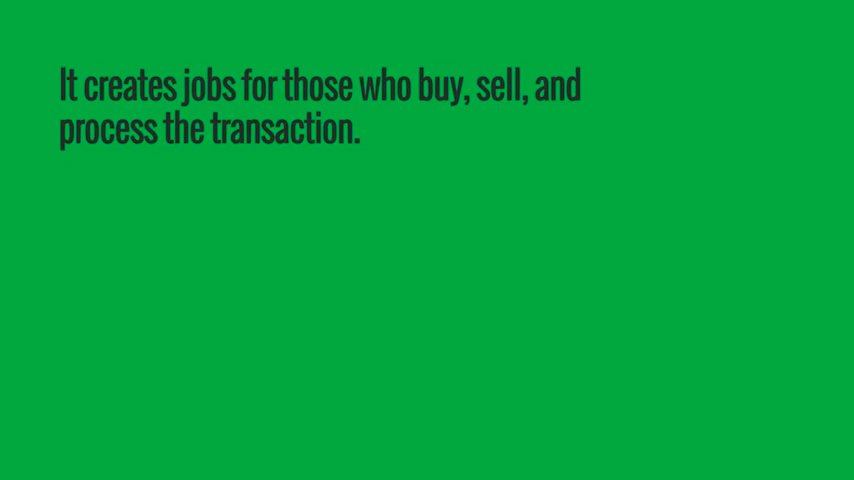 It creates jobs for those who buy, sell, and
process the transaction.